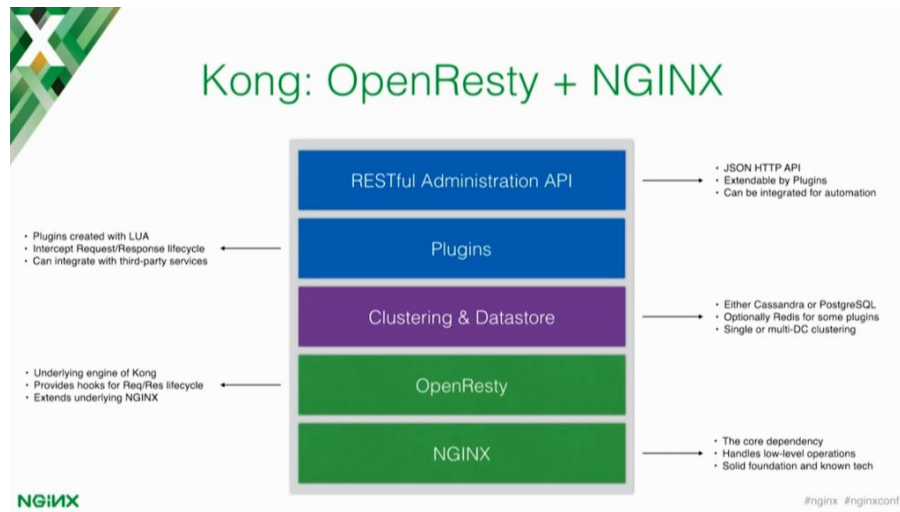 Kong: OpenResty + NGINX
RESTful Administration API
• JSON HTTP API
• Extendable by Plugins
• Can be integrated for automation
• Plugins created with LUA
• Intercept Request/Response lifecycle
• Can integrate with third-party services
Plugins
Clustering & Datastore
• Either Cassandra or PostgreSQL
• Optionally Redis for some plugins
• Single or multi-DC clustering
• Underlying engine of Kong
• Provides hooks for Req/Res lifecycle
• Extends underlying NGINX
OpenResty
NGINX
• The core dependency
• Handles low-level operations
• Solid foundation and known tech
NGINX
#nginx #nginxconf